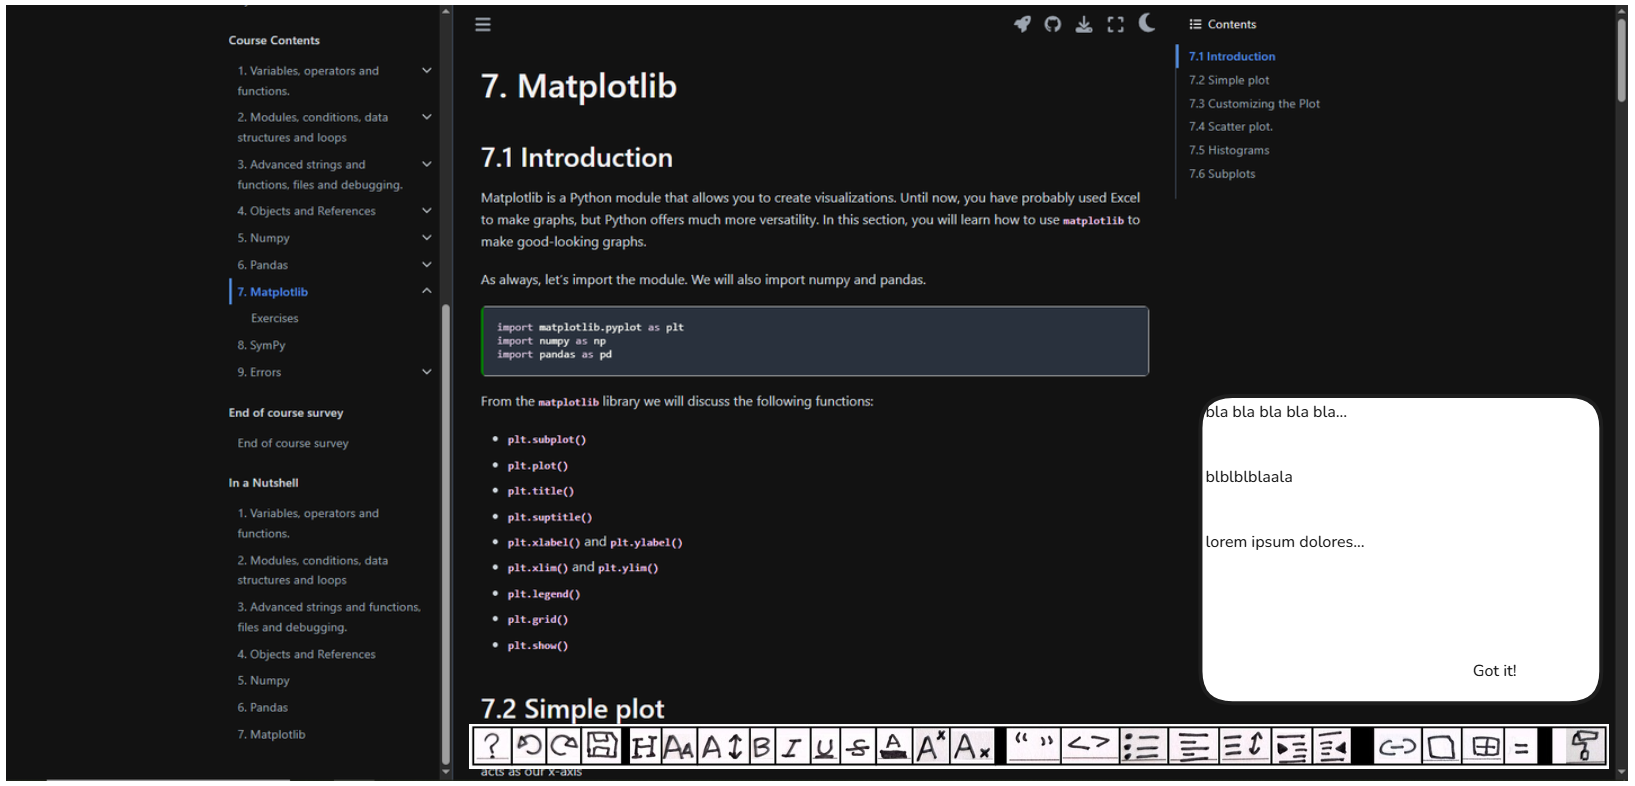 Course Contents
1. Variables, operators and
functions.
2. Modules, conditions, data
structures and loops
3. Advanced strings and
functions, files and debugging.
4. Objects and References
5. Numpy
6. Pandas
7. Matplotlib
Exercises
8. SymPy
9. Errors
End of course survey
End of course survey
In a Nutshell
1. Variables, operators and
functions.
2. Modules, conditions, data
structures and loops
3. Advanced strings and functions,
files and debugging.
4. Objects and References
5. Numpy
6. Pandas
7. Matplotlib
7. Matplotlib
7.1 Introduction
Matplotlib is a Python module that allows you to create visualizations. Until now, you have probably used Excel
to make graphs, but Python offers much more versatility. In this section, you will learn how to use matplotlib to
make good-looking graphs.
As always, let's import the module. We will also import numpy and pandas.
import matplotlib.pyplot as plt
import numpy as np
import pandas as pd
From the matplotlib library we will discuss the following functions:
• plt.subplot()
• plt.plot()
• plt.title()
• plt.suptitle()
• plt.xlabel() and plt.ylabel()
• plt.xlim() and plt.ylim()
• plt.legend()
• plt.grid()
• plt.show()
7.2 Simple plot
acts as our x-axis
Contents
7.1 Introduction
7.2 Simple plot
7.3 Customizing the Plot
7.4 Scatter plot.
7.5 Histograms
7.6 Subplots
bla bla bla bla bla...
blblblblaala
lorem ipsum dolores...
Got it!
? H AA A B I U S A Ax Ax “ ” <> =